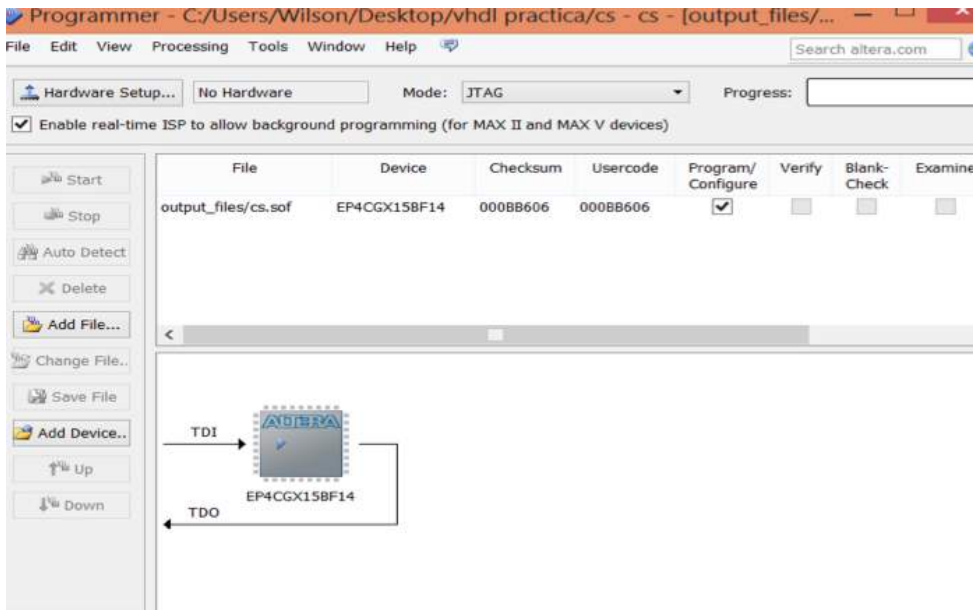 Programmer - C:/Users/Wilson/Desktop/vhdl practica/cs - cs - [output_files/...
File Edit View Processing Tools Window Help Search altera.com
Hardware Setup... No Hardware Mode: JTAG Progress:
Enable real-time ISP to allow background programming (for MAX II and MAX V devices)
File Device Checksum Usercode Program/ Verify Blank- Examine
Configure Check
output_files/cs.sof EP4CGX15BF14 000BB606 000BB606
Start
Stop
Auto Detect
Delete
Add File...
Change File..
Save File
Add Device..
Up
Down
TDI
ALTERA
EP4CGX15BF14
TDO